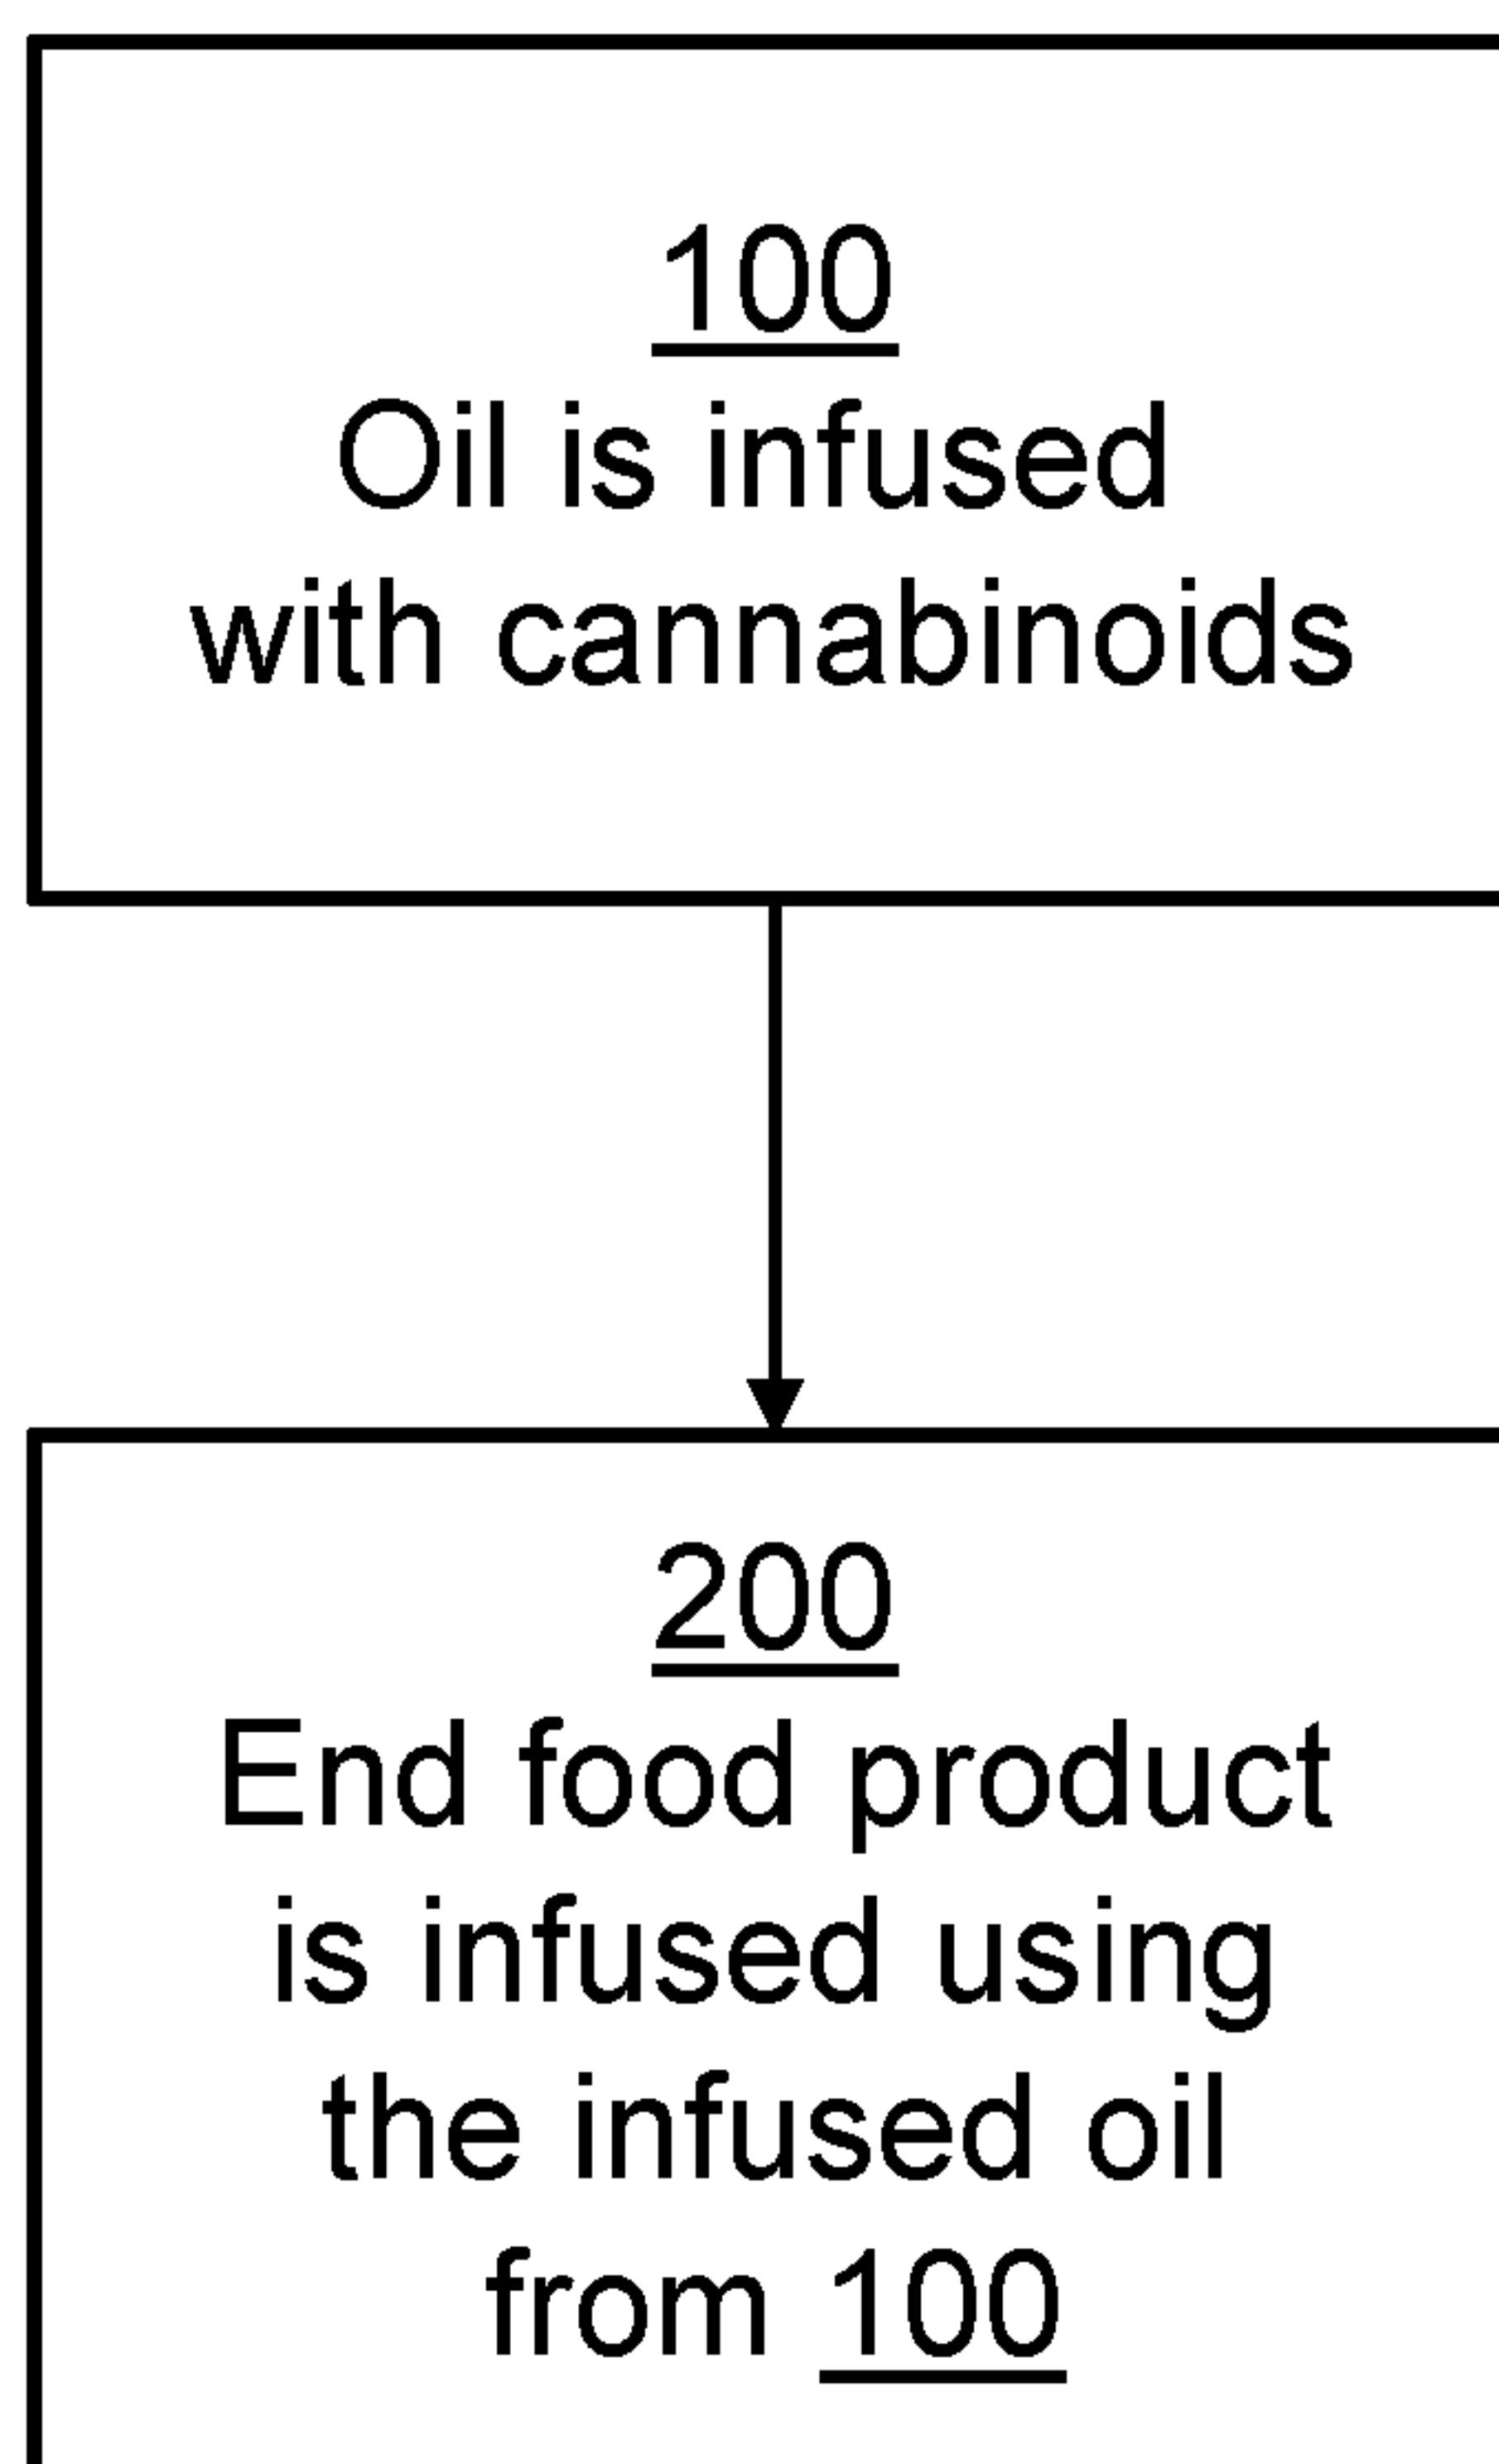 100
Oil is infused
with cannabinoids
200
End food product
is infused using
the infused oil
from 100